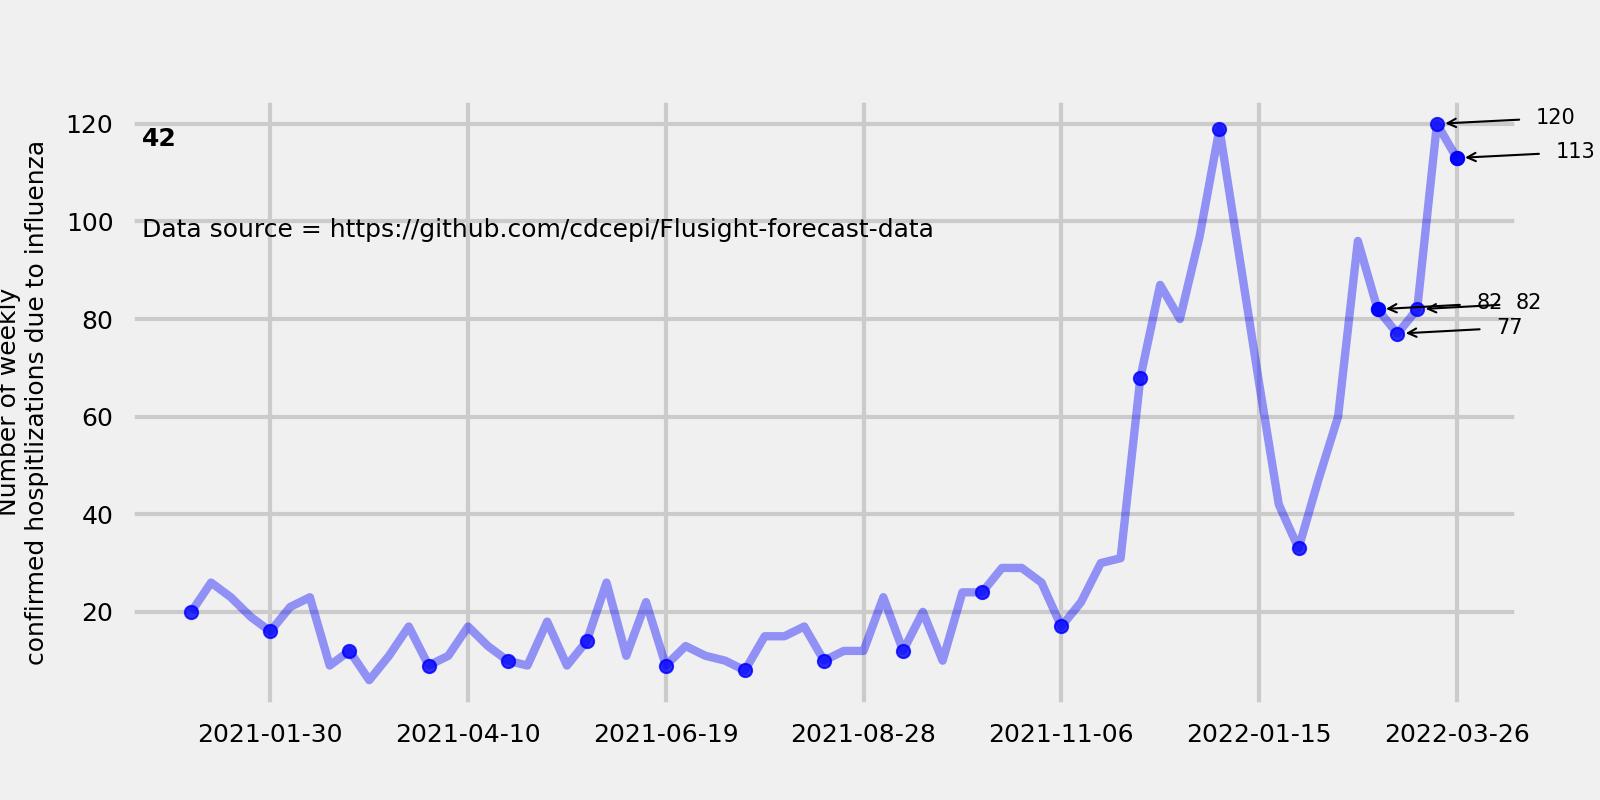 42
Data source = https://github.com/cdcepi/Flusight-forecast-data
Number of weekly
confirmed hospitlizations due to influenza
120
100
80
60
40
20
120
113
82 82
77
2021-01-30 2021-04-10 2021-06-19 2021-08-28 2021-11-06 2022-01-15 2022-03-26